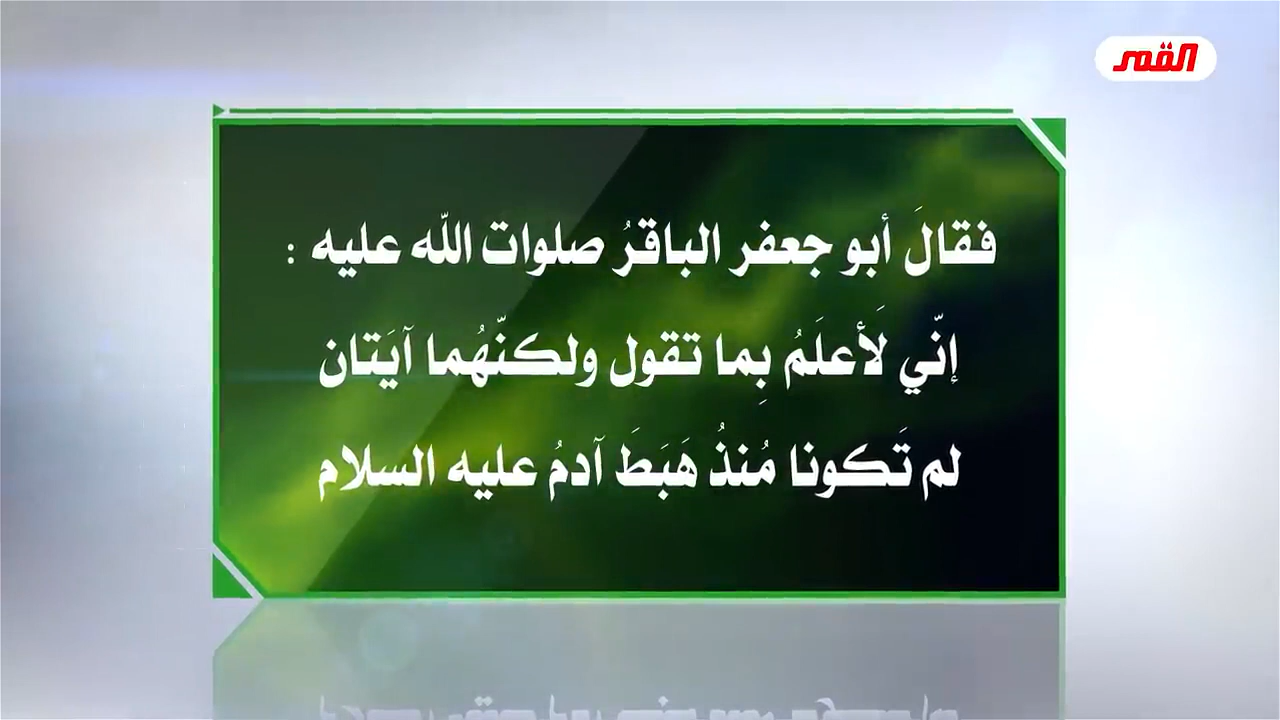 القمر
فقالَ أبو جعفر الباقرُ صلوات الله عليه :
إنّي لَأعلَمُ بِما تقول ولكنّهُما آيَتان
لم تَكونا مُنذُ هَبَطَ آدمُ عليه السلام